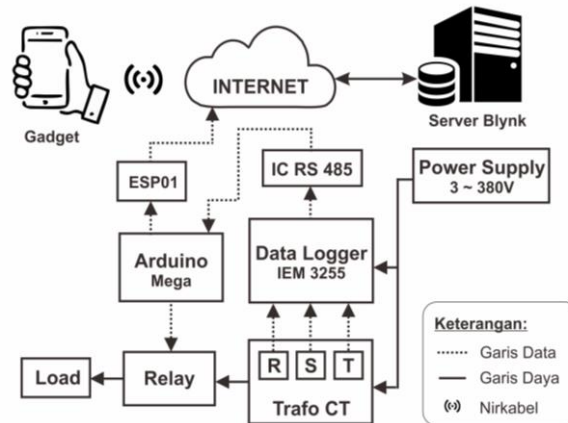 INTERNET
Gadget
Server Blynk
ESP01
IC RS 485
Power Supply
3 ~ 380V
Arduino
Mega
Data Logger
IEM 3255
Keterangan:
Garis Data
Garis Daya
Nirkabel
Load
Relay
R S T
Trafo CT